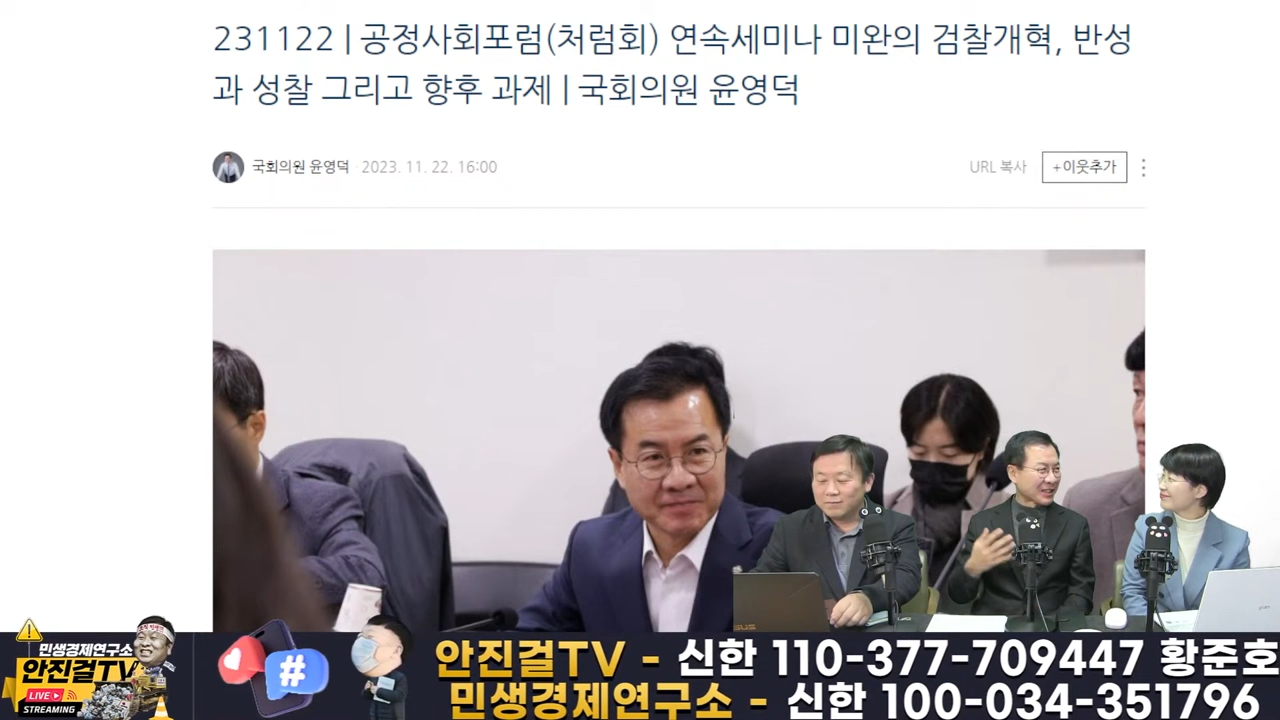 231122 | 공정사회포럼(처럼회) 연속세미나 미완의 검찰개혁, 반성
과 성찰 그리고 향후 과제 | 국회의원 윤영덕
국회의원 윤영덕 · 2023. 11. 22. 16:00
URL 복사
+이웃추가
민생경제연구소
안진걸TV
LIVE
STREAMING
#
안진걸TV - 신한 110-377-709447 황준호
민생경제연구소 - 신한 100-034-351796